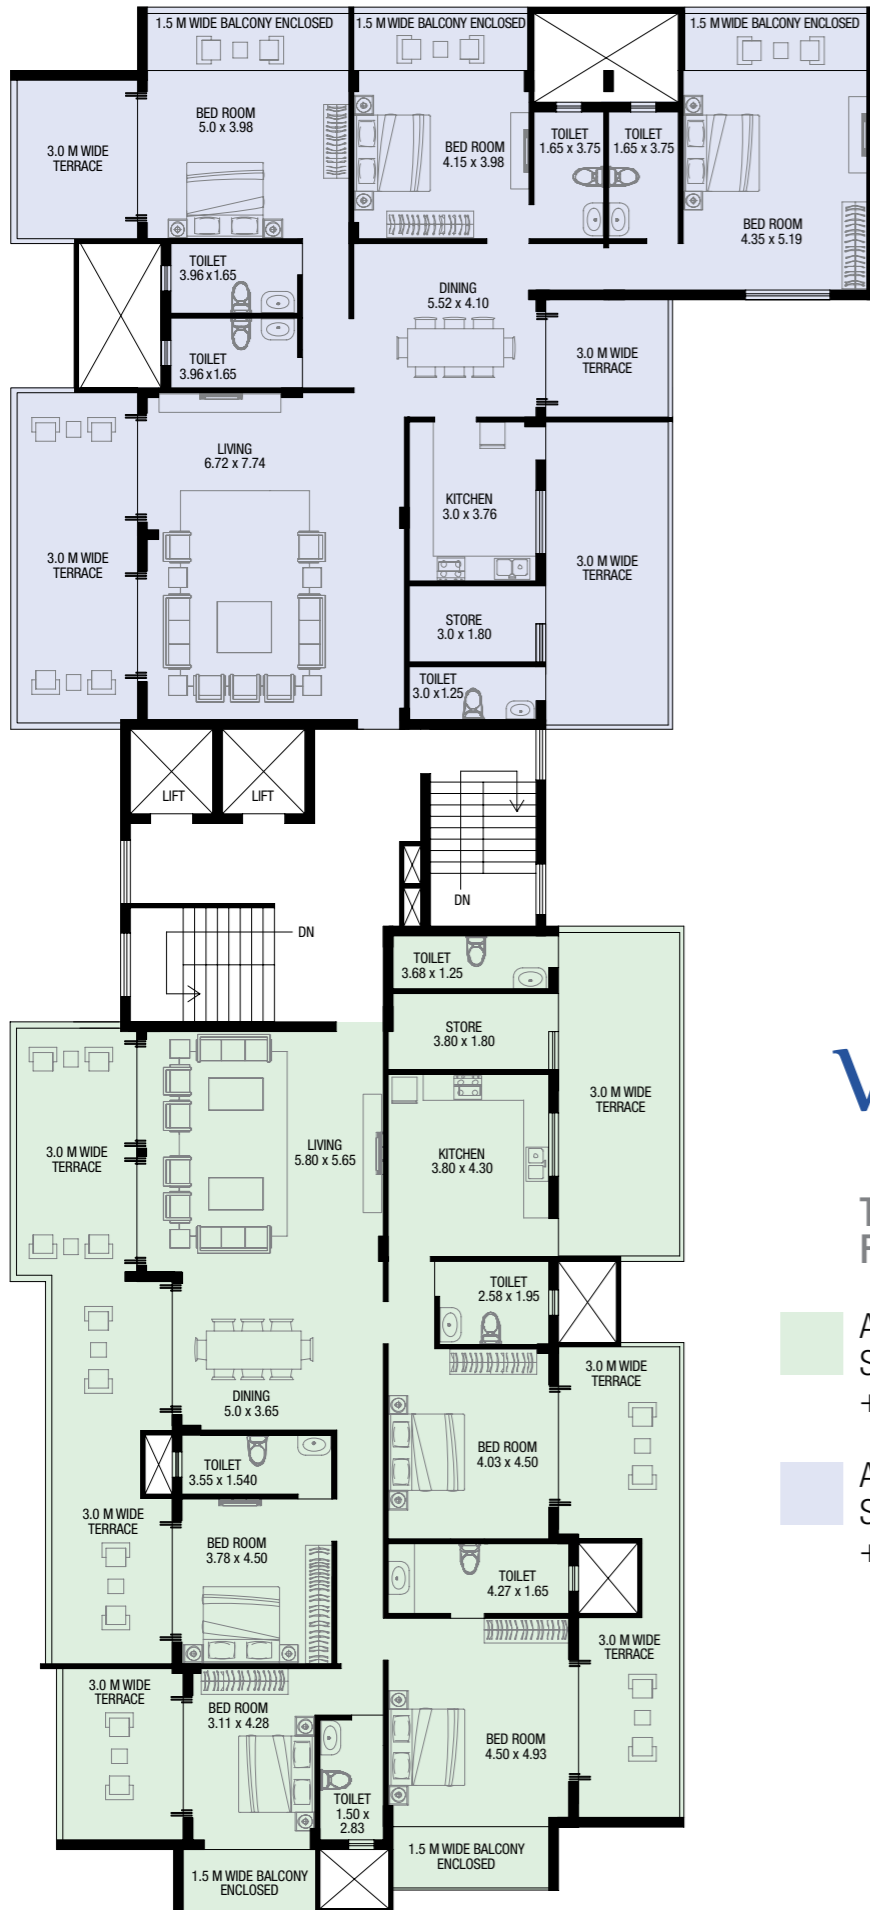 1.5 M WIDE BALCONY ENCLOSED
1.5 M WIDE BALCONY ENCLOSED
1.5 M WIDE BALCONY ENCLOSED
BED ROOM
5.0 x 3.98
BED ROOM
4.15 x 3.98
TOILET
1.65 x 3.75
TOILET
1.65 x 3.75
3.0 M WIDE
TERRACE
BED ROOM
4.35 x 5.19
TOILET
3.96 x 1.65
DINING
5.52 x 4.10
TOILET
3.96 x 1.65
3.0 M WIDE
TERRACE
LIVING
6.72 x 7.74
KITCHEN
3.0 x 3.76
3.0 M WIDE
TERRACE
3.0 M WIDE
TERRACE
STORE
3.0 x 1.80
TOILET
3.0 x 1.25
LIFT
LIFT
DN
DN
TOILET
3.68 x 1.25
STORE
3.80 x 1.80
3.0 M WIDE
TERRACE
LIVING
5.80 x 5.65
3.0 M WIDE
TERRACE
KITCHEN
3.80 x 4.30
V
T
F
TOILET
2.58 x 1.95
A
S
+
3.0 M WIDE
TERRACE
DINING
5.0 x 3.65
BED ROOM
4.03 x 4.50
TOILET
3.55 x 1.540
A
S
+
3.0 M WIDE
TERRACE
BED ROOM
3.78 x 4.50
TOILET
4.27 x 1.65
3.0 M WIDE
TERRACE
3.0 M WIDE
TERRACE
BED ROOM
3.11 x 4.28
BED ROOM
4.50 x 4.93
TOILET
1.50 x
2.83
1.5 M WIDE BALCONY
ENCLOSED
1.5 M WIDE BALCONY
ENCLOSED